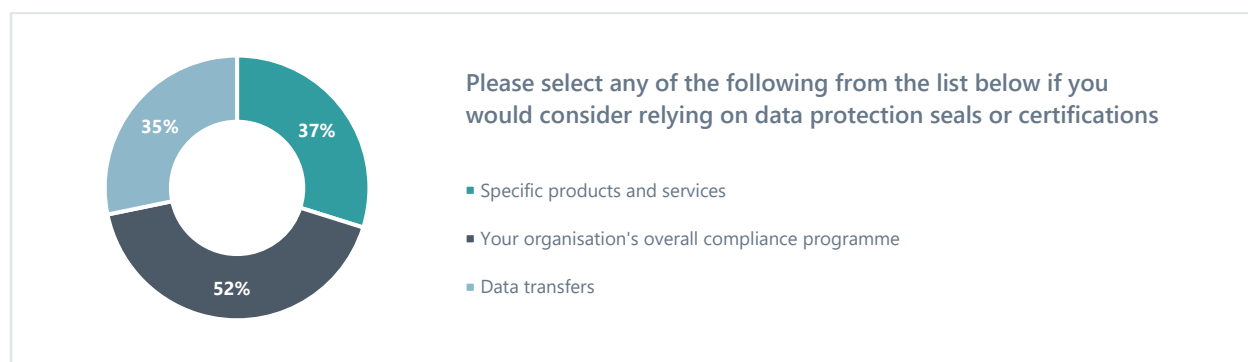 Please select any of the following from the list below if you
would consider relying on data protection seals or certifications
35%
37%
52%
Specific products and services
Your organisation's overall compliance programme
Data transfers